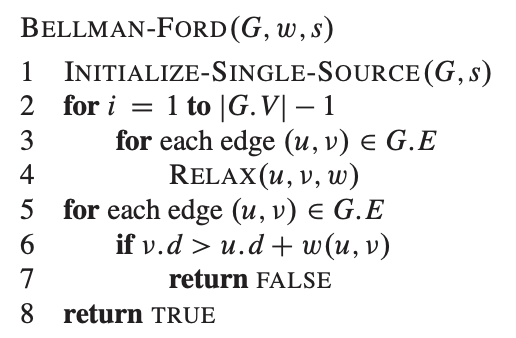 BELLMAN-FORD(G, w, s)
1 INITIALIZE-SINGLE-SOURCE(G, s)
2 for i = 1 to |G.V| − 1
3 for each edge (u, v) ∈ G.E
4 RELAX(u, v, w)
5 for each edge (u, v) ∈ G.E
6 if v.d > u.d + w(u, v)
7 return FALSE
8 return TRUE